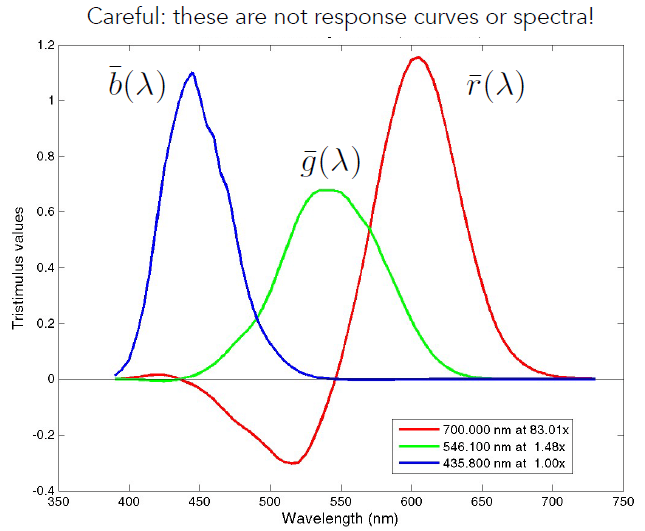 Careful: these are not response curves or spectra!
1.2
b̄(λ)
r̄(λ)
1
ḡ(λ)
0.8
0.6
Tristimulus values
0.4
0.2
0
-0.2
700.000 nm at 83.01x
546.100 nm at 1.48x
435.800 nm at 1.00x
-0.4
350 400 450 500 550 600 650 700 750
Wavelength (nm)